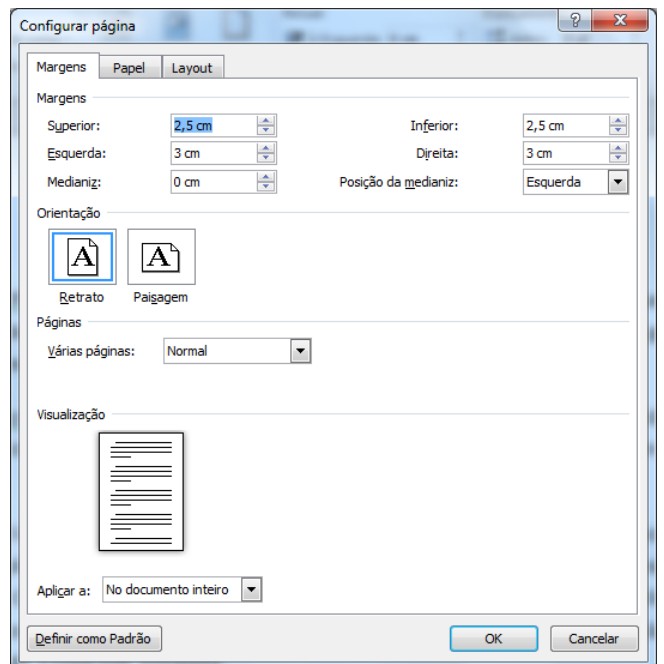 Configurar página
Margens Papel Layout
Margens
Superior: 2,5 cm Inferior: 2,5 cm
Esquerda: 3 cm Direita: 3 cm
Medianiz: 0 cm Posição da medianiz: Esquerda
Orientação
A A
Retrato Paisagem
Páginas
Várias páginas: Normal
Visualização
Aplicar a: No documento inteiro
Definir como Padrão OK Cancelar